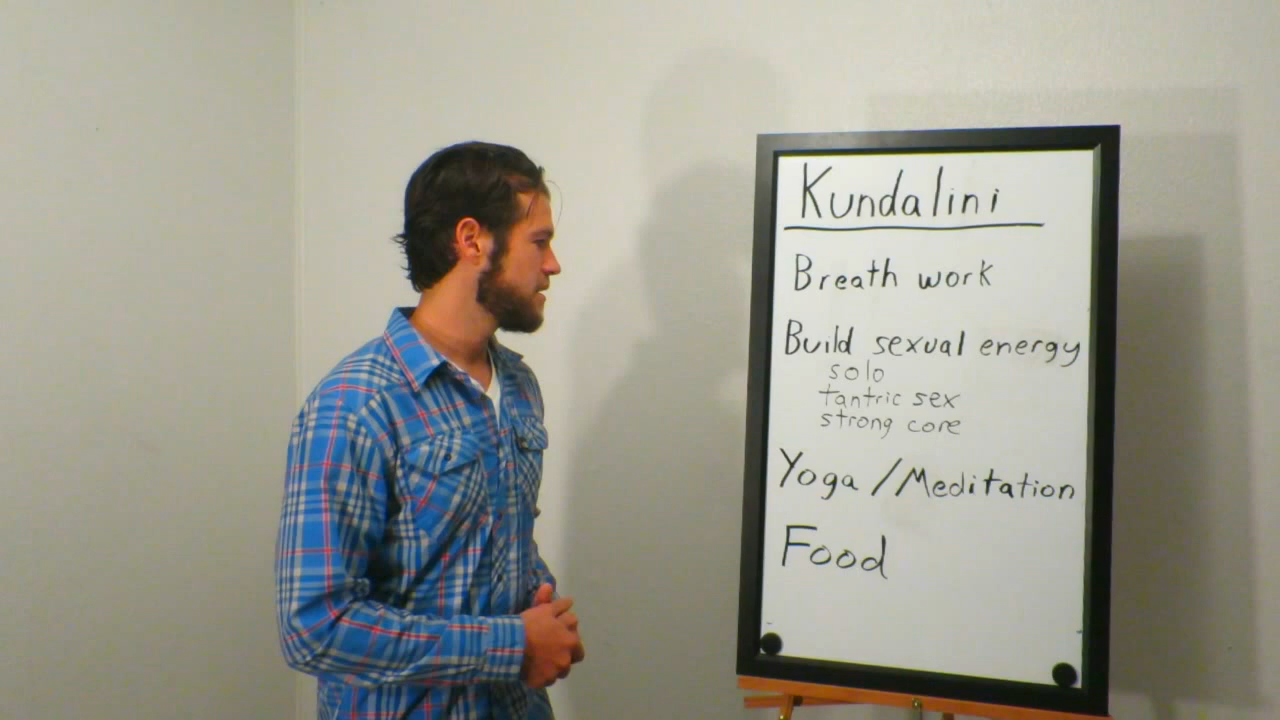 Kundalini
Breath work
Build sexual energy
solo
tantric sex
strong core
Yoga/Meditation
Food